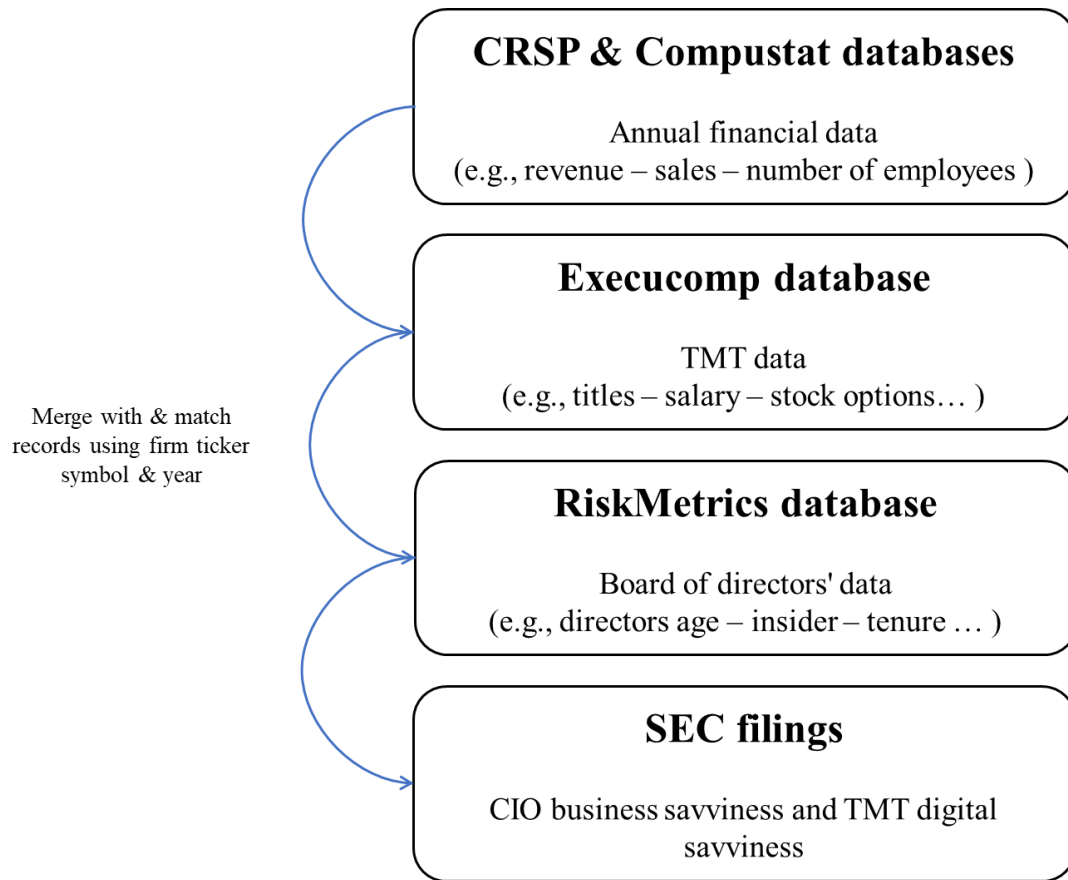 CRSP & Compustat databases
Annual financial data
(e.g., revenue – sales – number of employees )
Execucomp database
TMT data
(e.g., titles – salary – stock options… )
Merge with & match
records using firm ticker
symbol & year
RiskMetrics database
Board of directors' data
(e.g., directors age – insider – tenure … )
SEC filings
CIO business savviness and TMT digital
savviness